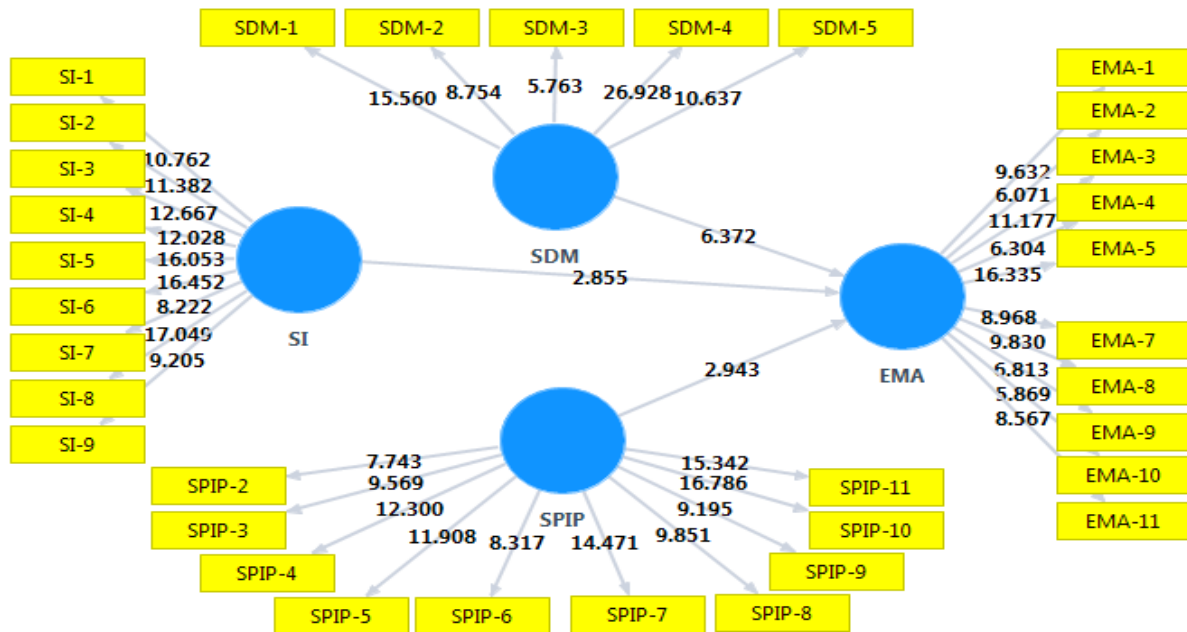 SDM-1
SDM-2
SDM-3
SDM-4
SDM-5
15.560
8.754
5.763
26.928
10.637
SI-1
SI-2
SI-3
SI-4
SI-5
SI-6
SI-7
SI-8
SI-9
10.762
11.382
12.667
12.028
16.053
16.452
8.222
17.049
9.205
SI
SDM
6.372
2.855
2.943
EMA
EMA-1
EMA-2
EMA-3
EMA-4
EMA-5
9.632
6.071
11.177
6.304
16.335
8.968
9.830
6.813
5.869
8.567
EMA-7
EMA-8
EMA-9
EMA-10
EMA-11
SPIP
7.743
9.569
12.300
11.908
8.317
14.471
9.851
9.195
16.786
15.342
SPIP-2
SPIP-3
SPIP-4
SPIP-5
SPIP-6
SPIP-7
SPIP-8
SPIP-9
SPIP-10
SPIP-11